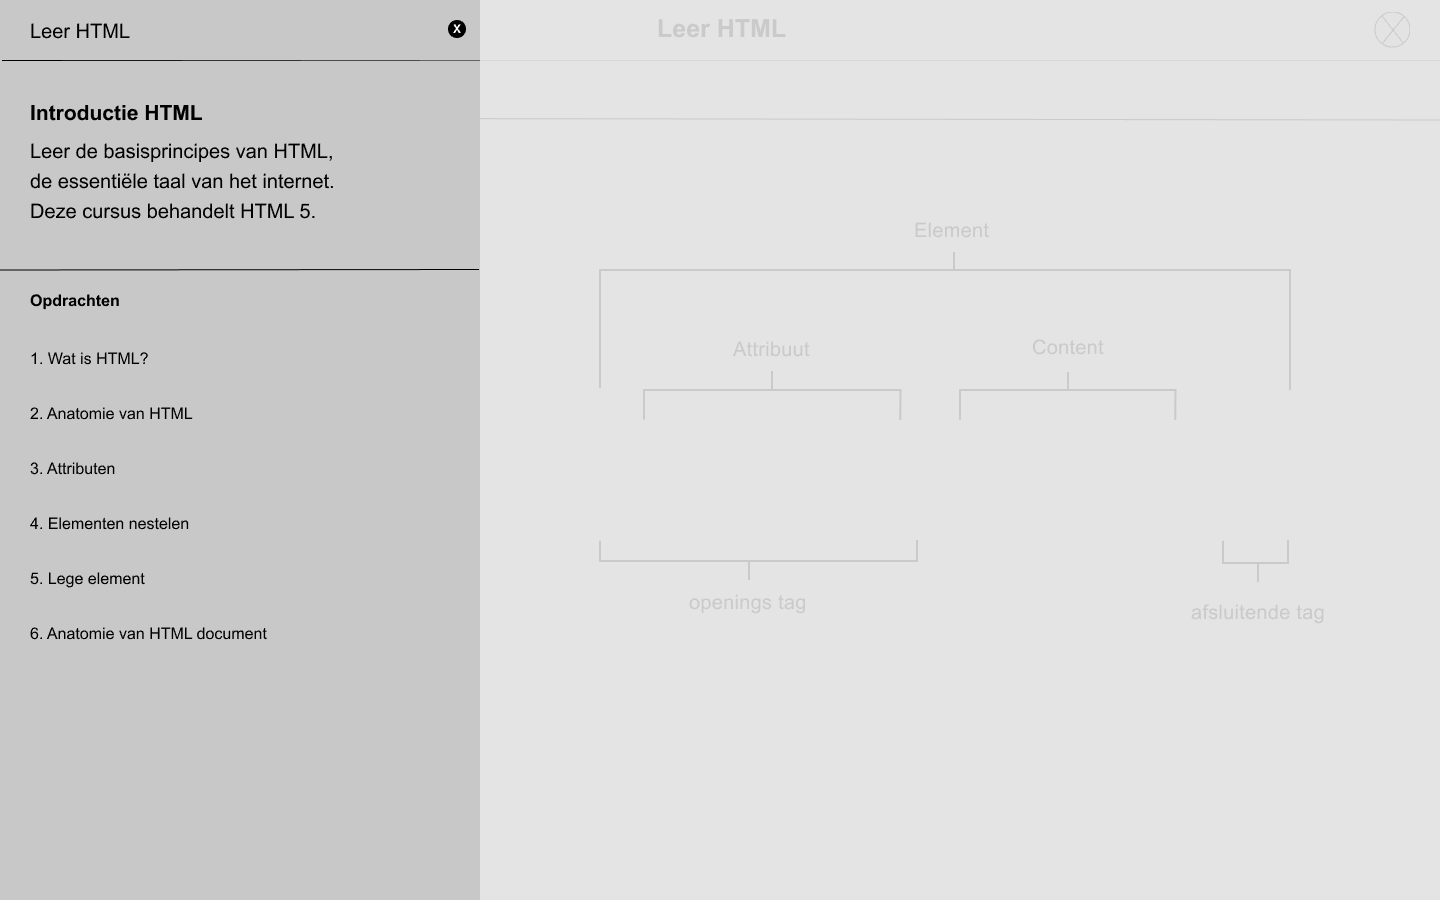 Leer HTML
X
Introductie HTML
Leer de basisprincipes van HTML,
de essentiële taal van het internet.
Deze cursus behandelt HTML 5.
Opdrachten
1. Wat is HTML?
2. Anatomie van HTML
3. Attributen
4. Elementen nestelen
5. Lege element
6. Anatomie van HTML document
Leer HTML
Element
Attribuut
Content
openings tag
afsluitende tag